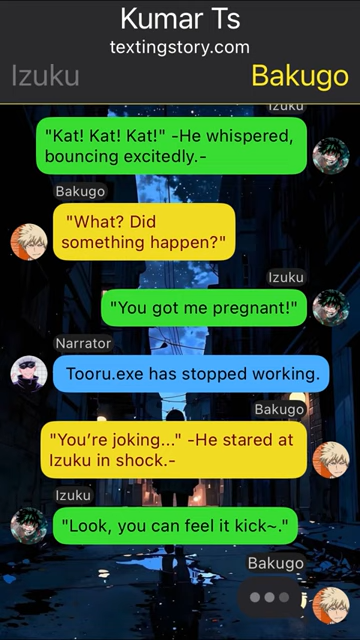 Kumar Ts
textingstory.com
Izuku Bakugo
Izuku
"Kat! Kat! Kat!" -He whispered,
bouncing excitedly.-
Bakugo
"What? Did
something happen?"
Izuku
"You got me pregnant!"
Narrator
Tooru.exe has stopped working.
Bakugo
"You’re joking..." -He stared at
Izuku in shock.-
Izuku
"Look, you can feel it kick~."
Bakugo